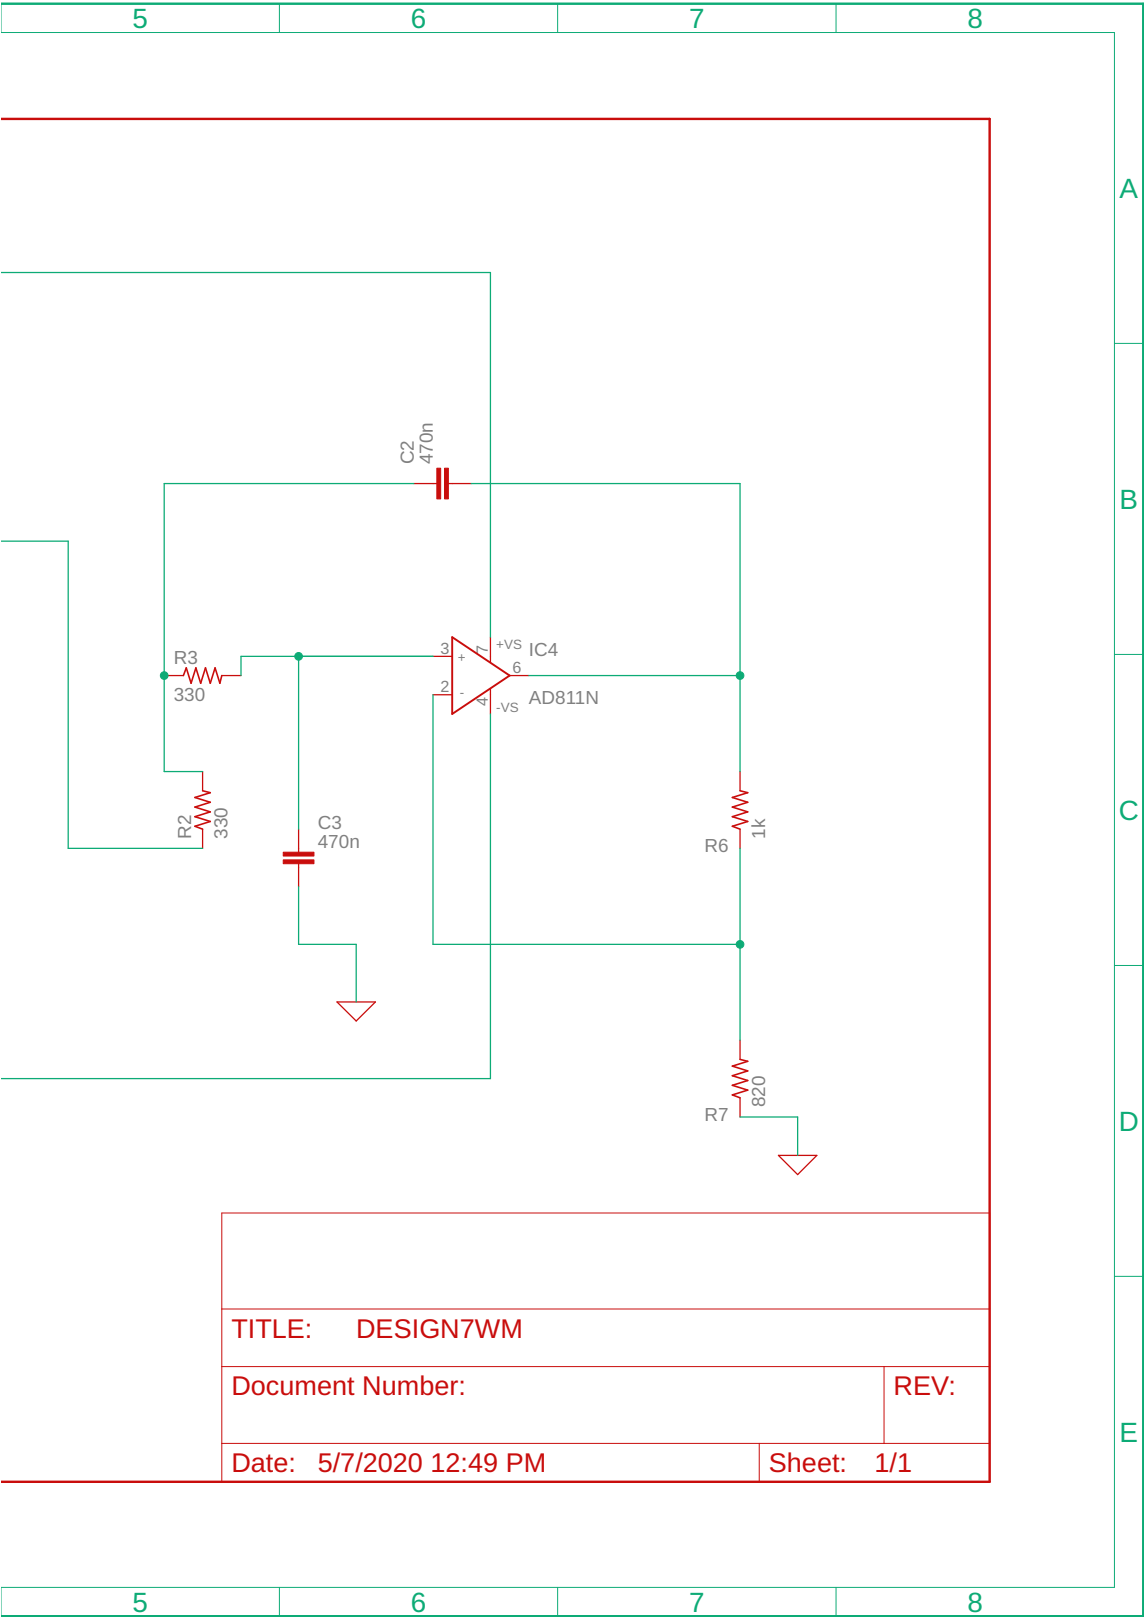 5 6 7 8
A
B
C
D
E
C2
470n
R3
330
R2
330
C3
470n
3
+
2
-
7
+VS
IC4
6
4
-VS
AD811N
R6
1k
R7
820
TITLE: DESIGN7WM
Document Number:
REV:
Date: 5/7/2020 12:49 PM
Sheet: 1/1
5 6 7 8